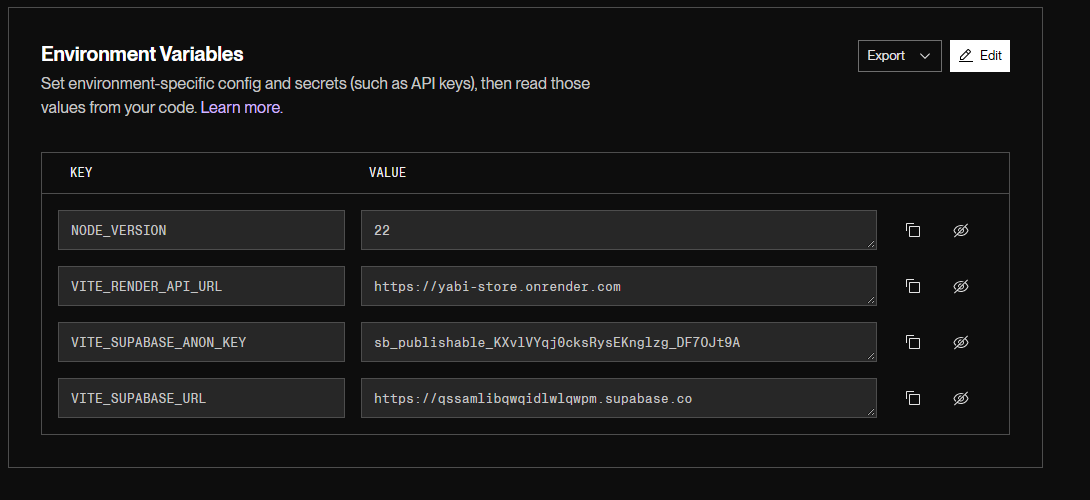 Environment Variables
Export
Edit
Set environment-specific config and secrets (such as API keys), then read those
values from your code. Learn more.
KEY VALUE
NODE_VERSION 22
VITE_RENDER_API_URL https://yabi-store.onrender.com
VITE_SUPABASE_ANON_KEY sb_publishable_KXvlVYqj0cksRysEKnglzg_DF7OJt9A
VITE_SUPABASE_URL https://qssamlibqwqidlwlqwpm.supabase.co